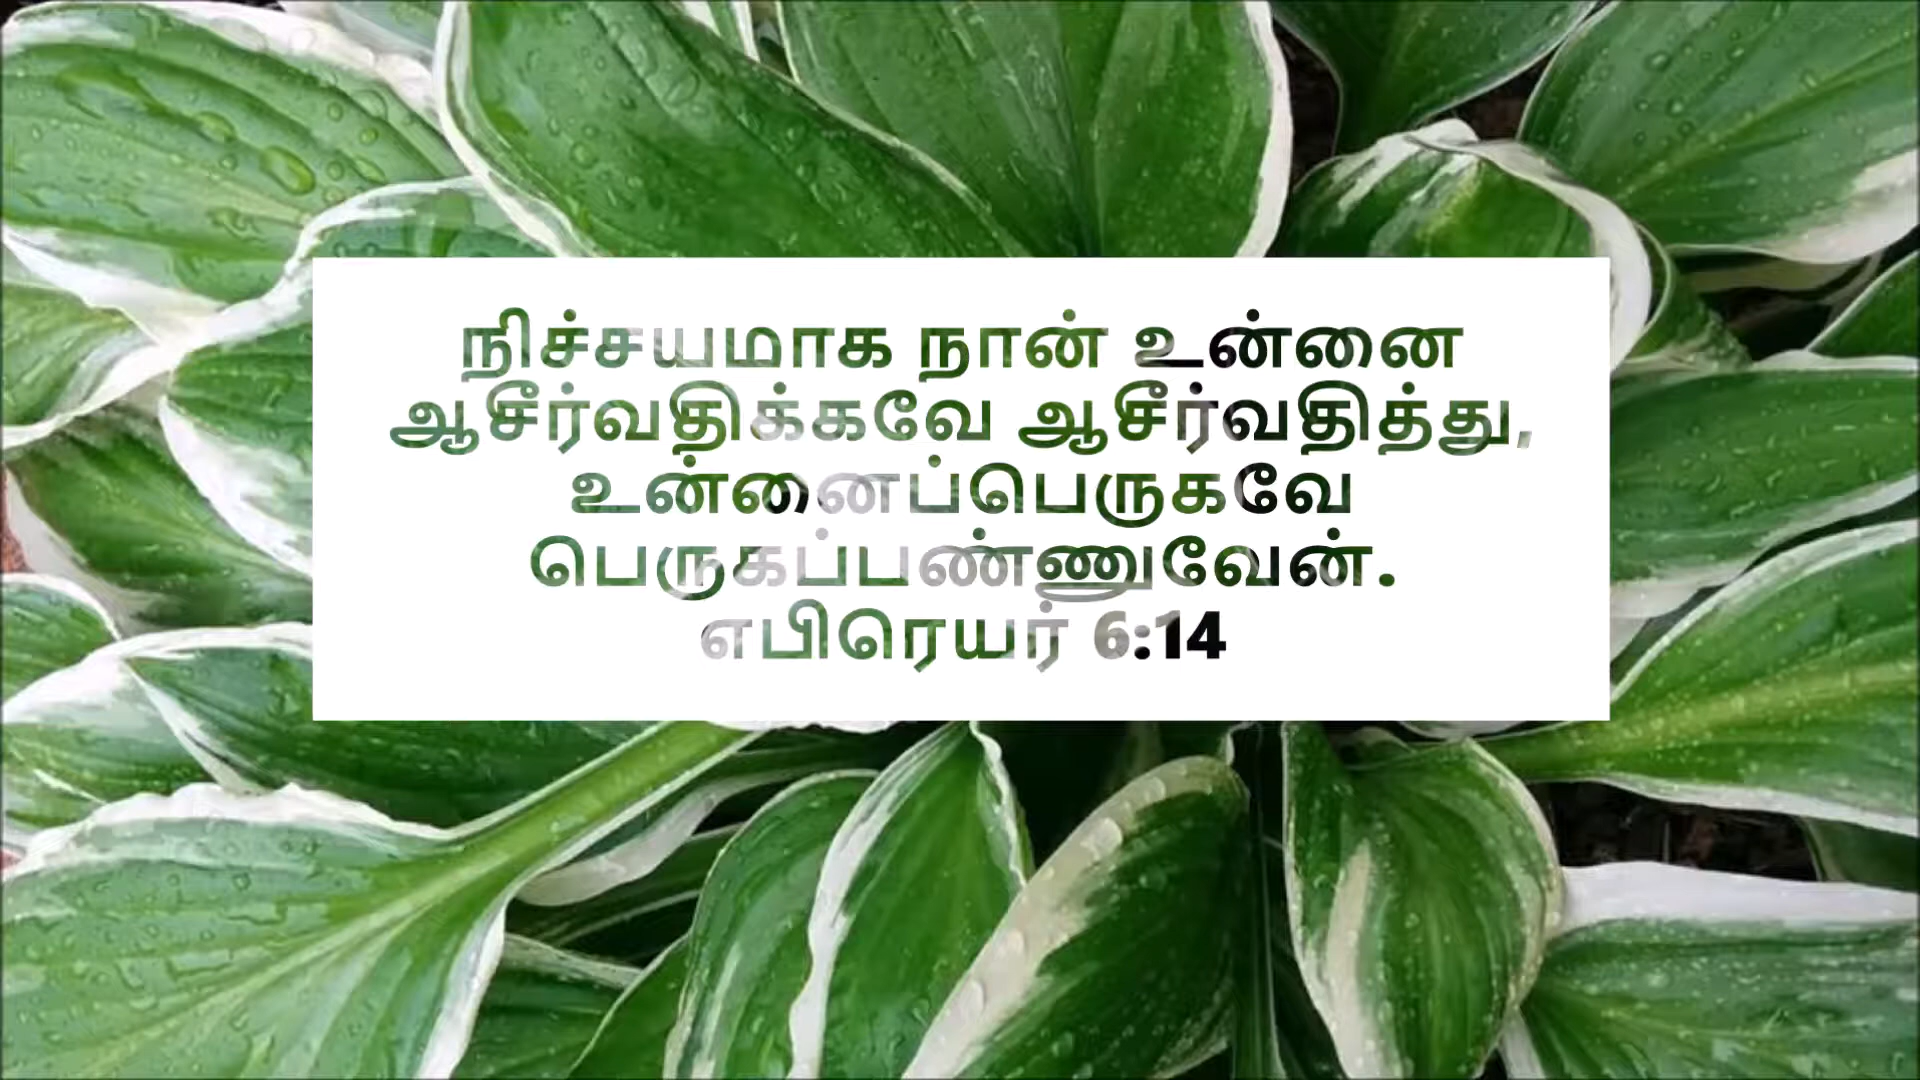 நிச்சயமாக நான் உன்னை
ஆசீர்வதிக்கவே ஆசீர்வதித்து,
உன்னைப்பெருகவே
பெருகப்பண்ணுவேன்.
எபிரெயர் 6:14